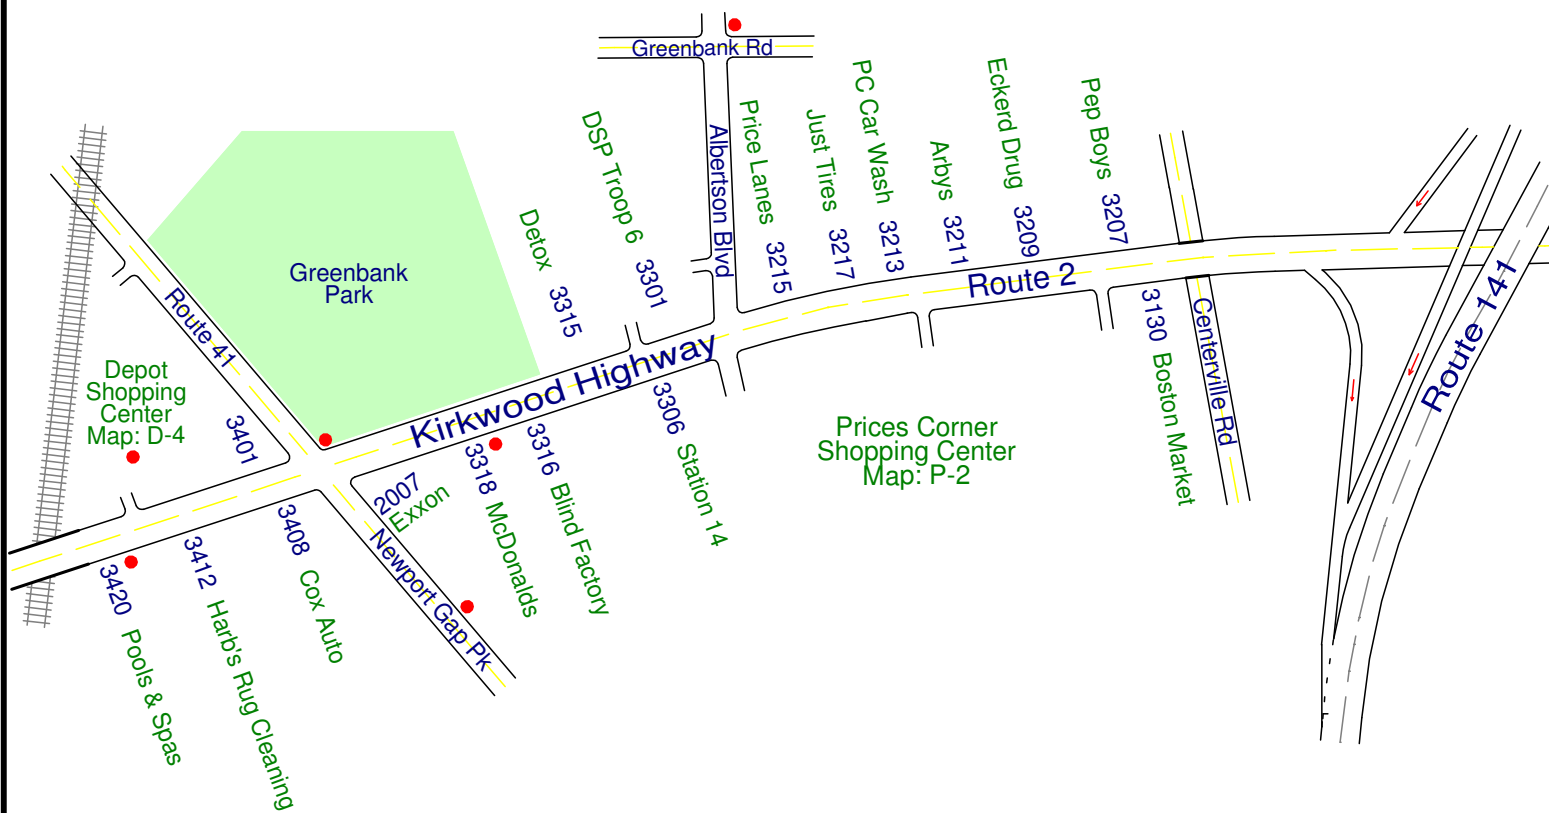 Greenbank Rd
Albertson Blvd
Price Lanes 3215
Just Tires 3217
PC Car Wash 3213
Arbys 3211
Eckerd Drug 3209
Pep Boys 3207
DSP Troop 6 3301
Detox 3315
Greenbank
Park
Route 41
Depot
Shopping
Center
Map: D-4
3401
Kirkwood Highway
Route 2
Route 141
Centerville Rd
3130 Boston Market
Prices Corner
Shopping Center
Map: P-2
3306 Station 14
3316 Blind Factory
3318 McDonalds
2007
Exxon
Newport Gap Pk
3408 Cox Auto
3412 Harb's Rug Cleaning
3420 Pools & Spas